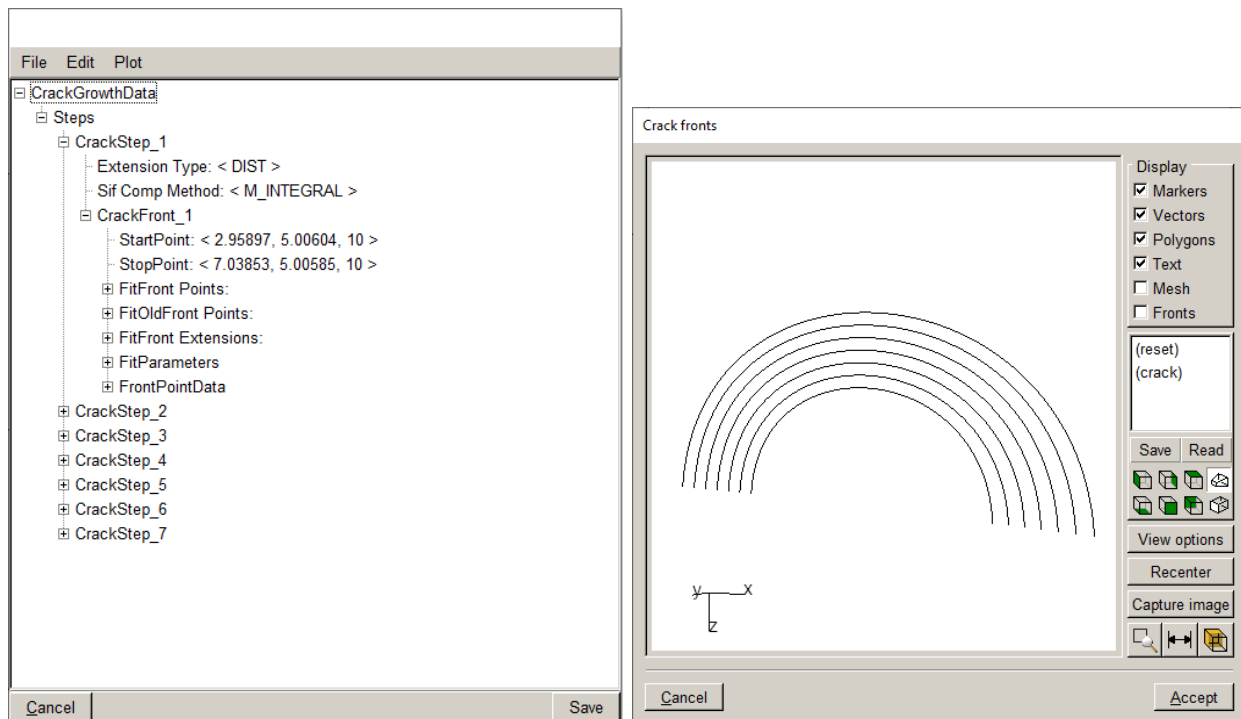 File Edit Plot
CrackGrowthData
Steps
CrackStep_1
Extension Type: < DIST >
Sif Comp Method: < M_INTEGRAL >
CrackFront_1
StartPoint: < 2.95897, 5.00604, 10 >
StopPoint: < 7.03853, 5.00585, 10 >
FitFront Points:
FitOldFront Points:
FitFront Extensions:
FitParameters
FrontPointData
CrackStep_2
CrackStep_3
CrackStep_4
CrackStep_5
CrackStep_6
CrackStep_7
Cancel Save
Crack fronts
y x
z
Display
Markers
Vectors
Polygons
Text
Mesh
Fronts
(reset)
(crack)
Save Read
View options
Recenter
Capture image
Cancel Accept